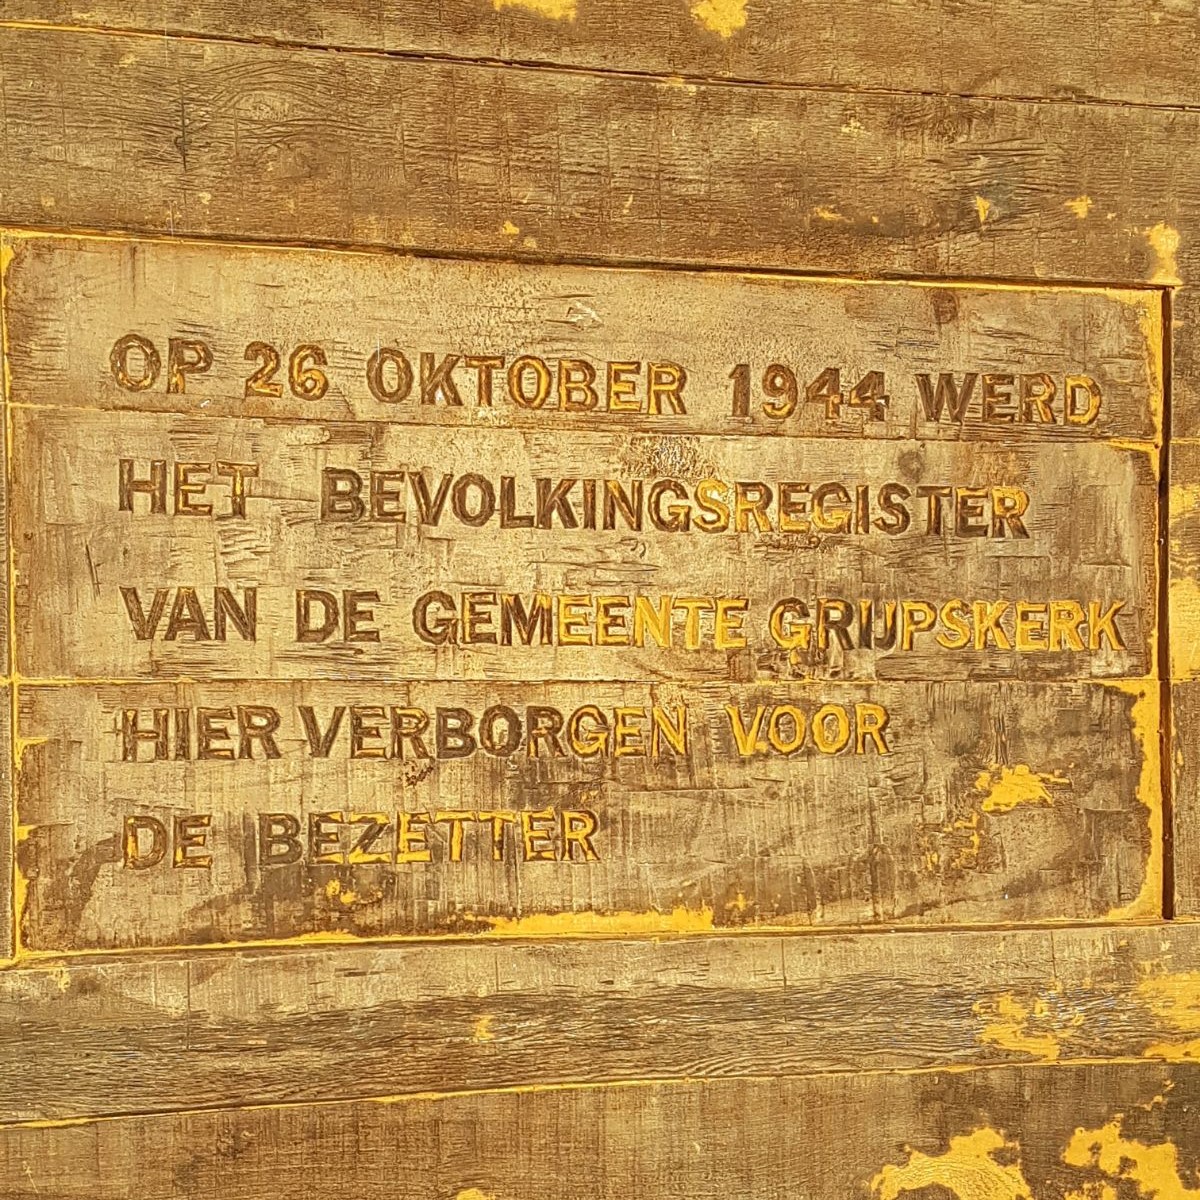 OP 26 OKTOBER 1944 WERD
HET BEVOLKINGSREGISTER
VAN DE GEMEENTE GRIJPSKERK
HIER VERBORGEN VOOR
DE BEZETTER